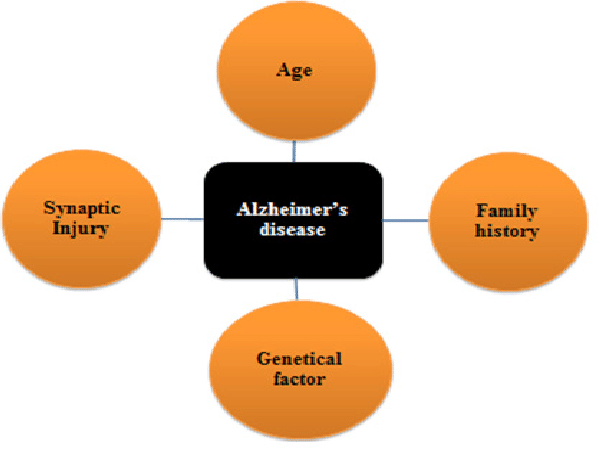 Age
Synaptic
Injury
Alzheimer's
disease
Family
history
Genetical
factor